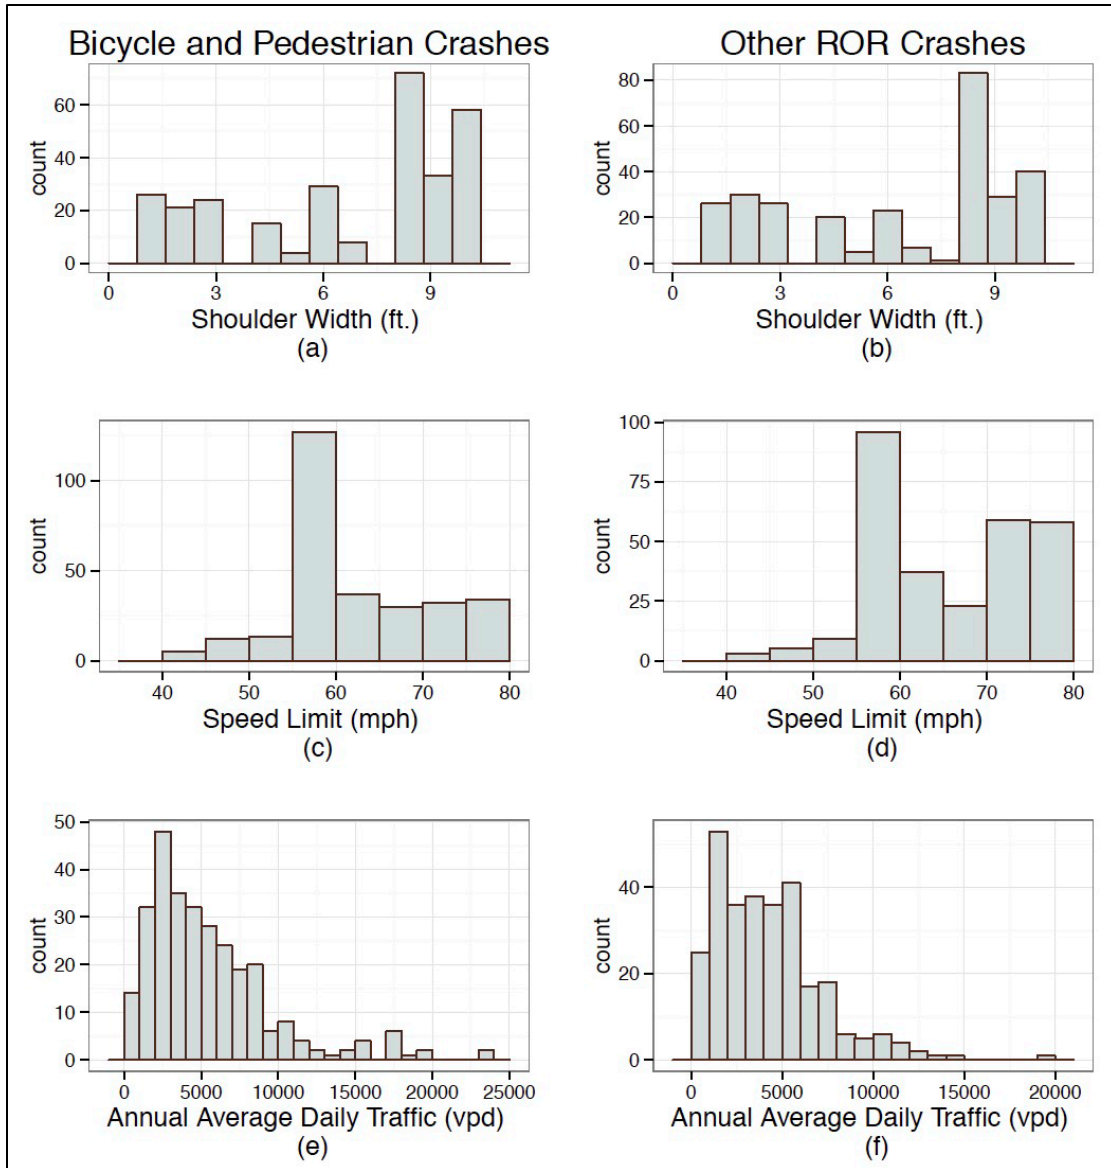 Bicycle and Pedestrian Crashes
Other ROR Crashes
60
40
20
0
count
0 3 6 9
Shoulder Width (ft.)
(a)
80
60
40
20
0
count
0 3 6 9
Shoulder Width (ft.)
(b)
100
50
0
count
40 50 60 70 80
Speed Limit (mph)
(c)
100
75
50
25
0
count
40 50 60 70 80
Speed Limit (mph)
(d)
50
40
30
20
10
0
count
0 5000 10000 15000 20000 25000
Annual Average Daily Traffic (vpd)
(e)
40
20
0
count
0 5000 10000 15000 20000
Annual Average Daily Traffic (vpd)
(f)